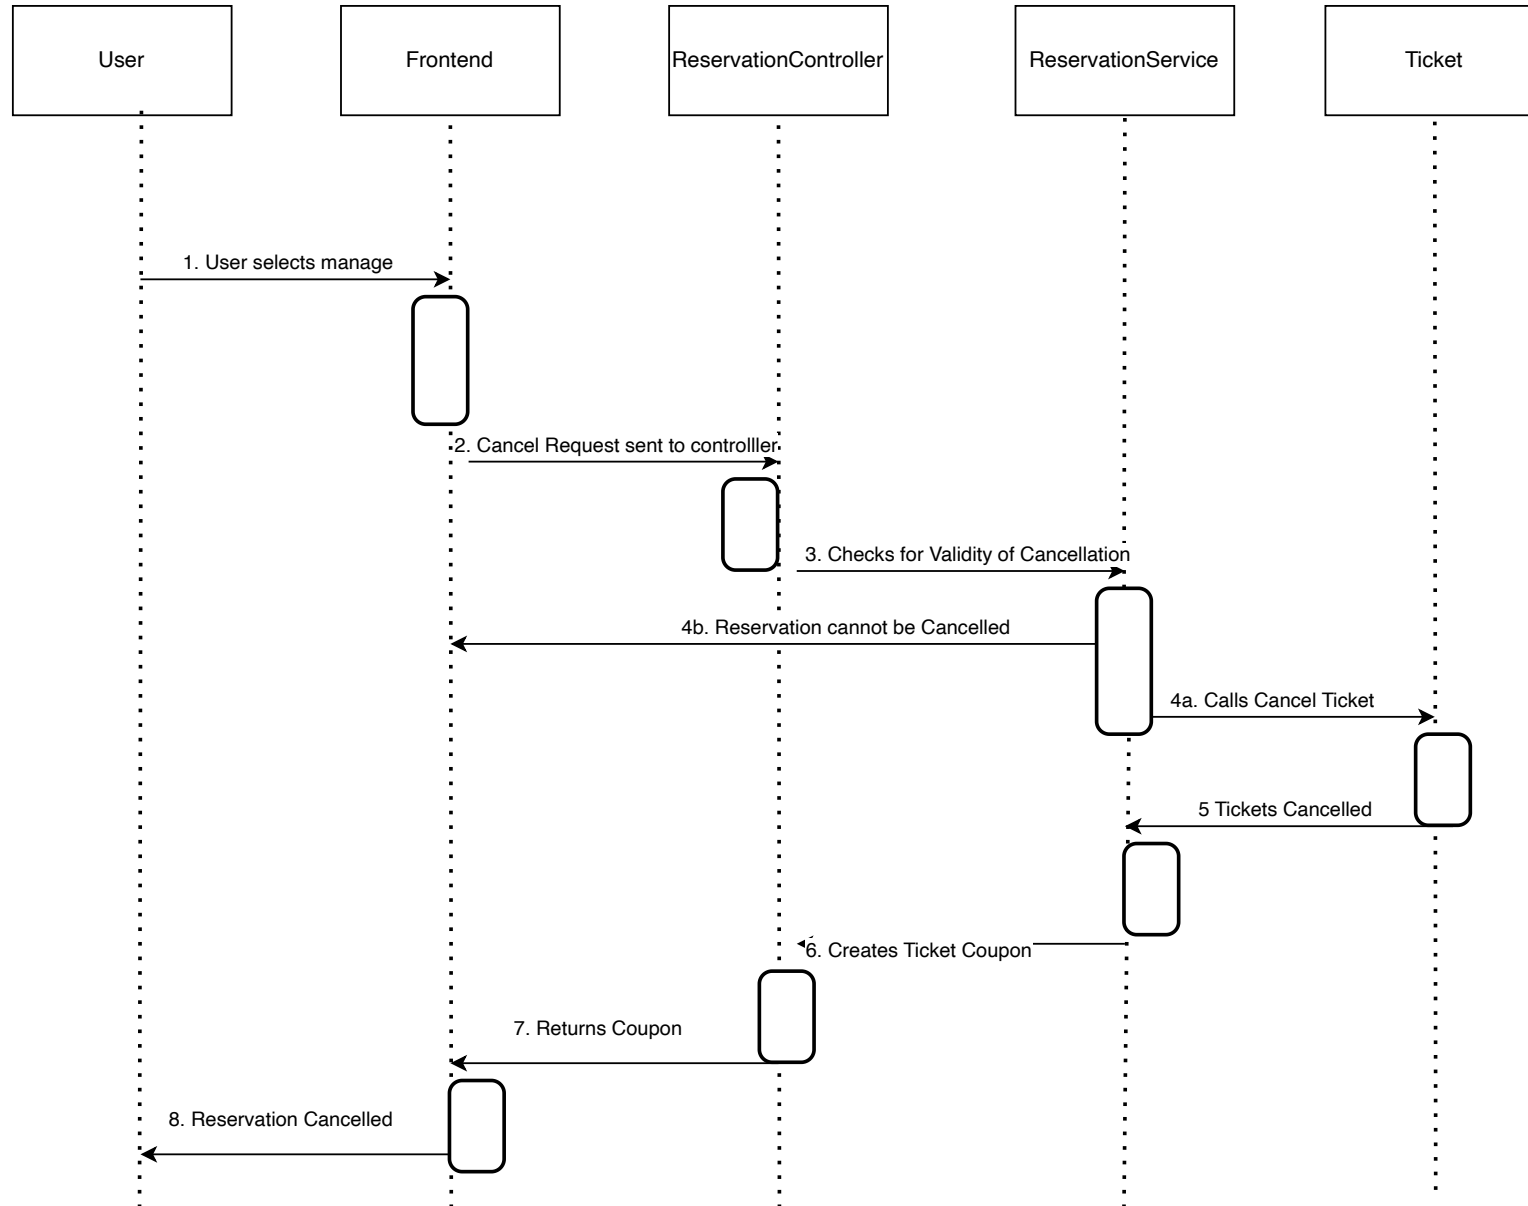 User
Frontend
ReservationController
ReservationService
Ticket
1. User selects manage
2. Cancel Request sent to controlller
3. Checks for Validity of Cancellation
4b. Reservation cannot be Cancelled
4a. Calls Cancel Ticket
5 Tickets Cancelled
6. Creates Ticket Coupon
7. Returns Coupon
8. Reservation Cancelled